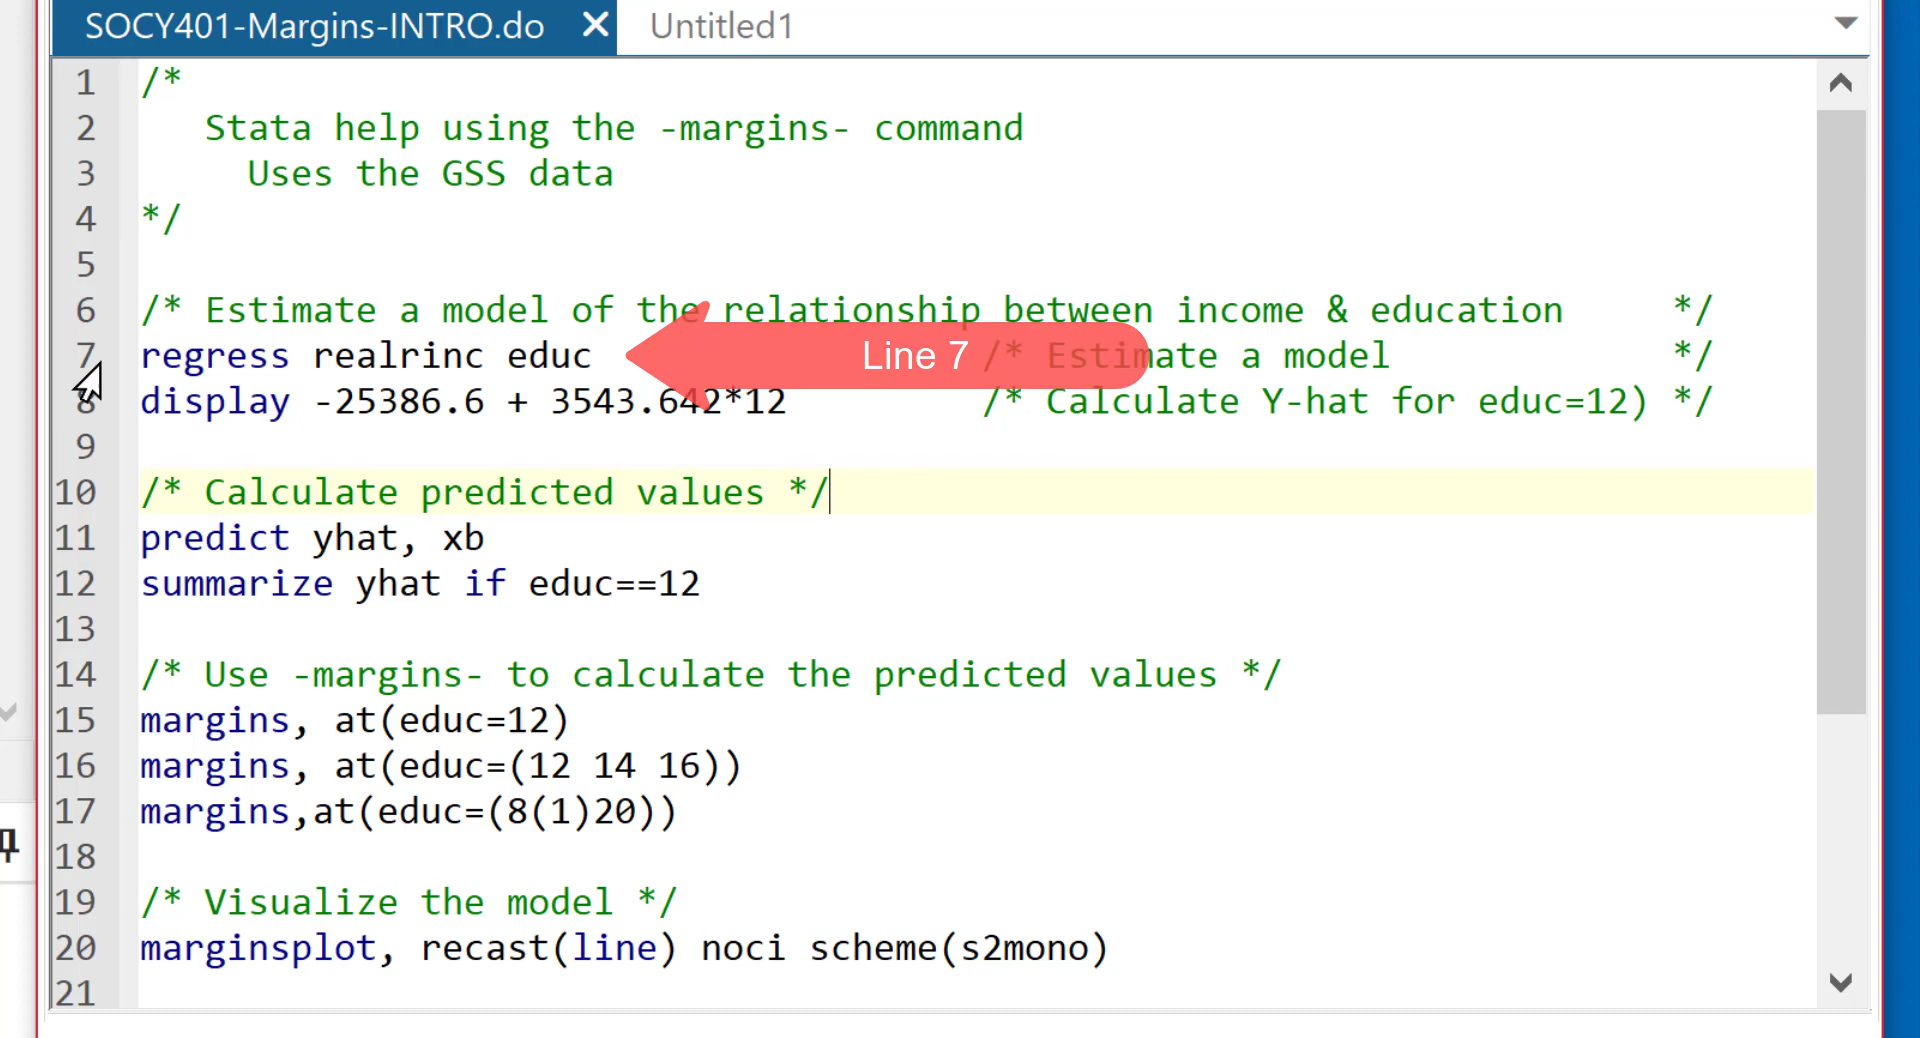 SOCY401-Margins-INTRO.do Untitled1
1 /*
2 Stata help using the -margins- command
3 Uses the GSS data
4 */
5
6 /* Estimate a model of the relationship between income & education */
7 regress realrinc educ Line 7 /* Estimate a model */
8 display -25386.6 + 3543.642*12 /* Calculate Y-hat for educ=12) */
9
10 /* Calculate predicted values */
11 predict yhat, xb
12 summarize yhat if educ==12
13
14 /* Use -margins- to calculate the predicted values */
15 margins, at(educ=12)
16 margins, at(educ=(12 14 16))
17 margins,at(educ=(8(1)20))
18
19 /* Visualize the model */
20 marginsplot, recast(line) noci scheme(s2mono)
21